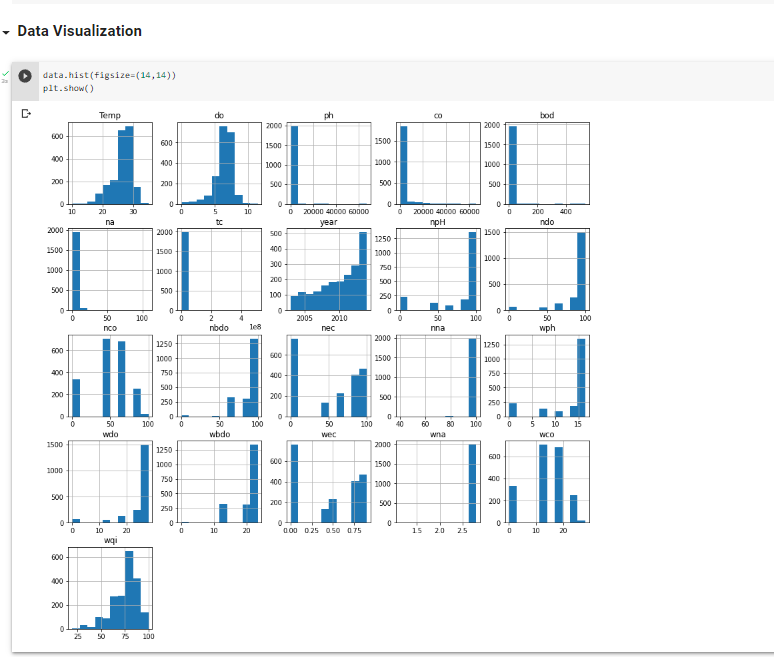 Data Visualization
3s
data.hist(figsize=(14,14))
plt.show()
Temp do ph co bod
600 400 200 0 10 20 30
600 400 200 0 0 5 10
2000 1500 1000 500 0 0 20000 40000 60000
1500 1000 500 0 0 20000 40000 60000
2000 1500 1000 500 0 0 200 400
na tc year npH ndo
2000 1500 1000 500 0 0 50 100
2000 1500 1000 500 0 0 2 4 1e8
500 400 300 200 100 0 2005 2010
1250 1000 750 500 250 0 0 50 100
1500 1000 500 0 0 50 100
nco nbdo nec nna wph
600 400 200 0 0 50 100
1250 1000 750 500 250 0 0 50 100
600 400 200 0 0 50 100
2000 1500 1000 500 0 40 60 80 100
1250 1000 750 500 250 0 0 5 10 15
wdo wbdo wec wna wco
1500 1000 500 0 0 10 20
1250 1000 750 500 250 0 0 10 20
600 400 200 0 0.00 0.25 0.50 0.75
2000 1500 1000 500 0 1.5 2.0 2.5
600 400 200 0 0 10 20
wqi
600 400 200 0 25 50 75 100